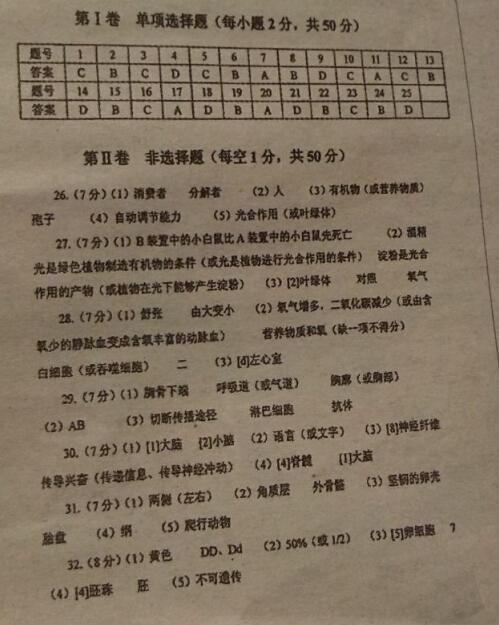 第Ⅰ卷 单项选择题（每小题2分，共50分）
题号 1 2 3 4 5 6 7 8 9 10 11 12 13
答案 C B C D C B A B D C A C B
题号 14 15 16 17 18 19 20 21 22 23 24 25
答案 D B C A D B A D B C B D
第Ⅱ卷 非选择题（每空1分，共50分）
26.（7分）（1）消费者 分解者 （2）人 （3）有机物（或营养物质）
孢子 （4）自动调节能力 （5）光合作用（或叶绿体）
27.（7分）（1）B装置中的小白鼠比A装置中的小白鼠先死亡 （2）酒精
光是绿色植物制造有机物的条件（或光是植物进行光合作用的条件） 淀粉是光合
作用的产物（或植物在光下能够产生淀粉） （3）[2]叶绿体 对照 氧气
28.（7分）（1）舒张 由大变小 （2）氧气增多，二氧化碳减少（或由含
氧少的静脉血变成含氧丰富的动脉血） 营养物质和氧（缺一项不得分）
白细胞（或吞噬细胞） 二 （3）[d]左心室
29.（7分）（1）胸骨下端 呼吸道（或气道） 胸廓（或胸部）
（2）AB （3）切断传播途径 淋巴细胞 抗体
30.（7分）（1）[1]大脑 [2]小脑 （2）语言（或文字） （3）[8]神经纤维
传导兴奋（传递信息、传导神经冲动） （4）[4]脊髓 [1]大脑
31.（7分）（1）两侧（左右） （2）角质层 外骨骼 （3）坚韧的卵壳
胎盘 （4）纲 （5）爬行动物
32.（8分）（1）黄色 DD、Dd （2）50%（或1/2） （3）[5]卵细胞 7
（4）[4]胚珠 胚 （5）不可遗传